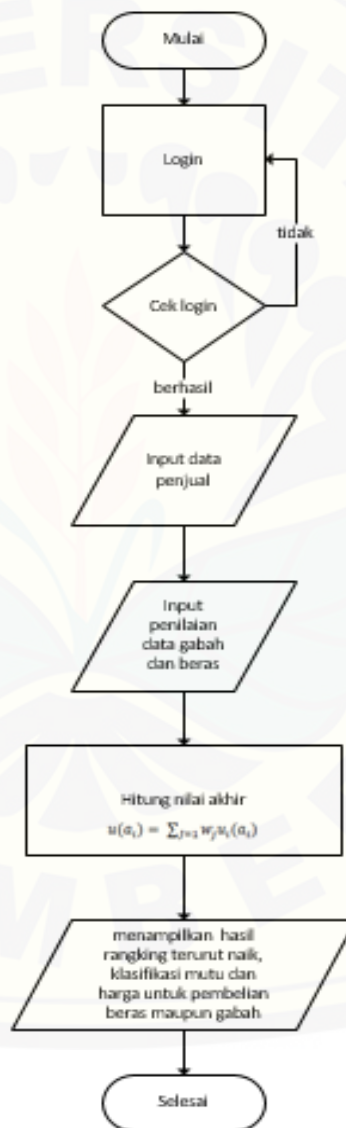 Mulai
Login
tidak
Cek login
berhasil
Input data
penjual
Input
penilaian
data gabah
dan beras
Hitung nilai akhir
menampilkan hasil
rangking terurut naik,
klasifikasi mutu dan
harga untuk pembelian
beras maupun gabah
Selesai